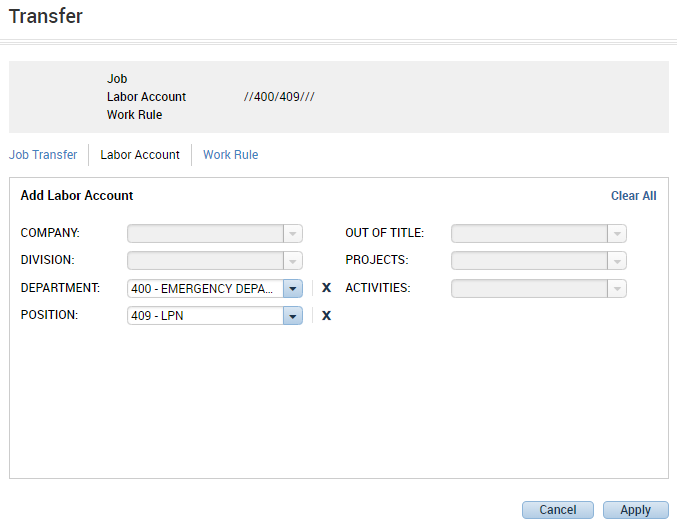 Transfer
Job
Labor Account //400/409///
Work Rule
Job Transfer Labor Account Work Rule
Add Labor Account Clear All
COMPANY: OUT OF TITLE:
DIVISION: PROJECTS:
DEPARTMENT: 400 - EMERGENCY DEPA... X ACTIVITIES:
POSITION: 409 - LPN X
Cancel Apply